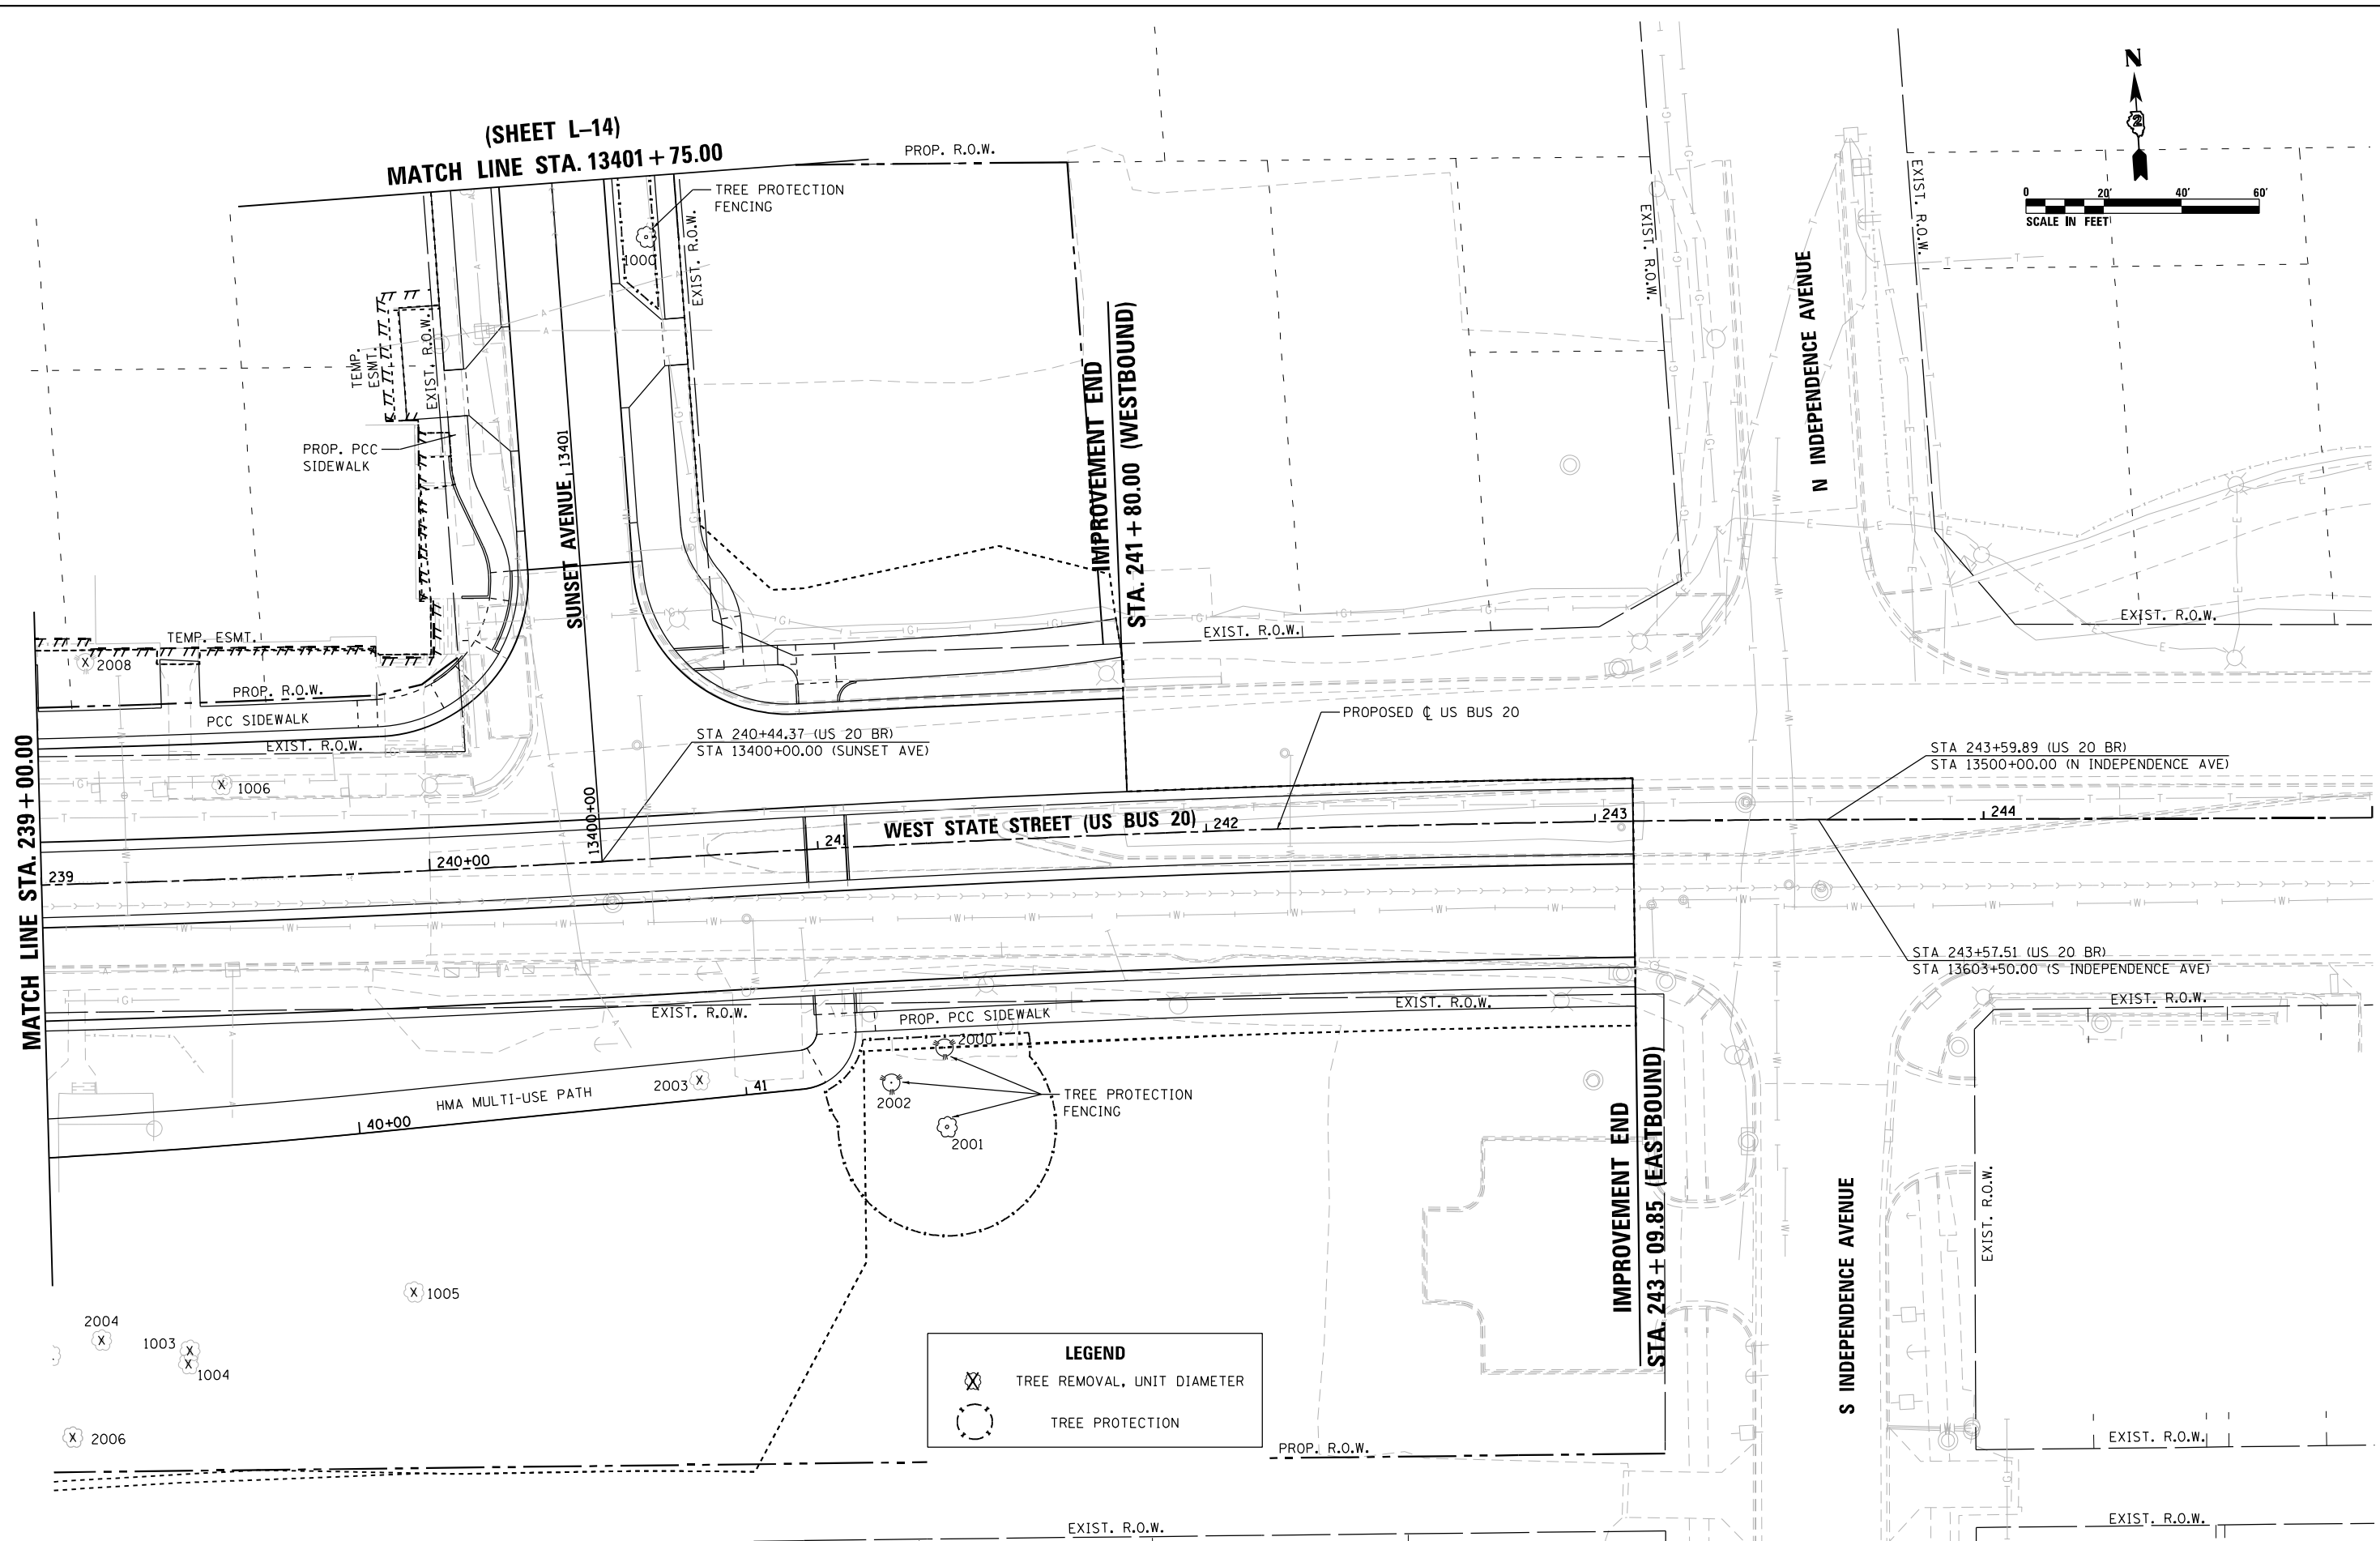 (SHEET L–14)
MATCH LINE STA. 13401+75.00
PROP. R.O.W.
N
2
0 20' 40' 60'
SCALE IN FEET
TREE PROTECTION
FENCING
1000
EXIST. R.O.W.
EXIST. R.O.W.
EXIST. R.O.W.
TEMP.
ESMT.
EXIST. R.O.W.
PROP. PCC
SIDEWALK
SUNSET AVENUE
13401
IMPROVEMENT END
STA. 241+80.00 (WESTBOUND)
N INDEPENDENCE AVENUE
EXIST. R.O.W.
EXIST. R.O.W.
TEMP. ESMT.
2008
PROP. R.O.W.
PCC SIDEWALK
EXIST. R.O.W.
1006
STA 240+44.37 (US 20 BR)
STA 13400+00.00 (SUNSET AVE)
PROPOSED ℄ US BUS 20
STA 243+59.89 (US 20 BR)
STA 13500+00.00 (N INDEPENDENCE AVE)
MATCH LINE STA. 239+00.00
239
240+00
13400+00
241
WEST STATE STREET (US BUS 20)
242
243
244
STA 243+57.51 (US 20 BR)
STA 13603+50.00 (S INDEPENDENCE AVE)
EXIST. R.O.W.
PROP. PCC SIDEWALK
EXIST. R.O.W.
EXIST. R.O.W.
2000
2003
41
2002
TREE PROTECTION
FENCING
HMA MULTI-USE PATH
40+00
2001
IMPROVEMENT END
STA. 243+09.85 (EASTBOUND)
S INDEPENDENCE AVENUE
EXIST. R.O.W.
1005
2004
1003
1004
2006
LEGEND
TREE REMOVAL, UNIT DIAMETER
TREE PROTECTION
PROP. R.O.W.
EXIST. R.O.W.
EXIST. R.O.W.
EXIST. R.O.W.